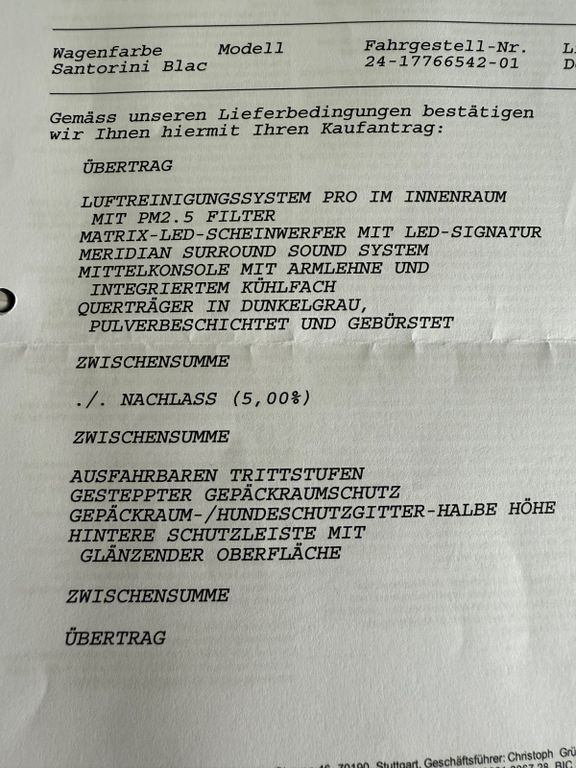 Wagenfarbe Modell Fahrgestell-Nr.
Santorini Blac 24-17766542-01
Gemäss unseren Lieferbedingungen bestätigen
wir Ihnen hiermit Ihren Kaufantrag:
ÜBERTRAG
LUFTREINIGUNGSSYSTEM PRO IM INNENRAUM
MIT PM2.5 FILTER
MATRIX-LED-SCHEINWERFER MIT LED-SIGNATUR
MERIDIAN SURROUND SOUND SYSTEM
MITTELKONSOLE MIT ARMLEHNE UND
INTEGRIERTEM KÜHLFACH
QUERTRÄGER IN DUNKELGRAU,
PULVERBESCHICHTET UND GEBÜRSTET
ZWISCHENSUMME
./. NACHLASS (5,00%)
ZWISCHENSUMME
AUSFAHRBAREN TRITTSTUFEN
GESTEPPTER GEPÄCKRAUMSCHUTZ
GEPÄCKRAUM-/HUNDESCHUTZGITTER-HALBE HÖHE
HINTERE SCHUTZLEISTE MIT
GLÄNZENDER OBERFLÄCHE
ZWISCHENSUMME
ÜBERTRAG
70190 Stuttgart, Geschäftsführer: Christoph
BIC